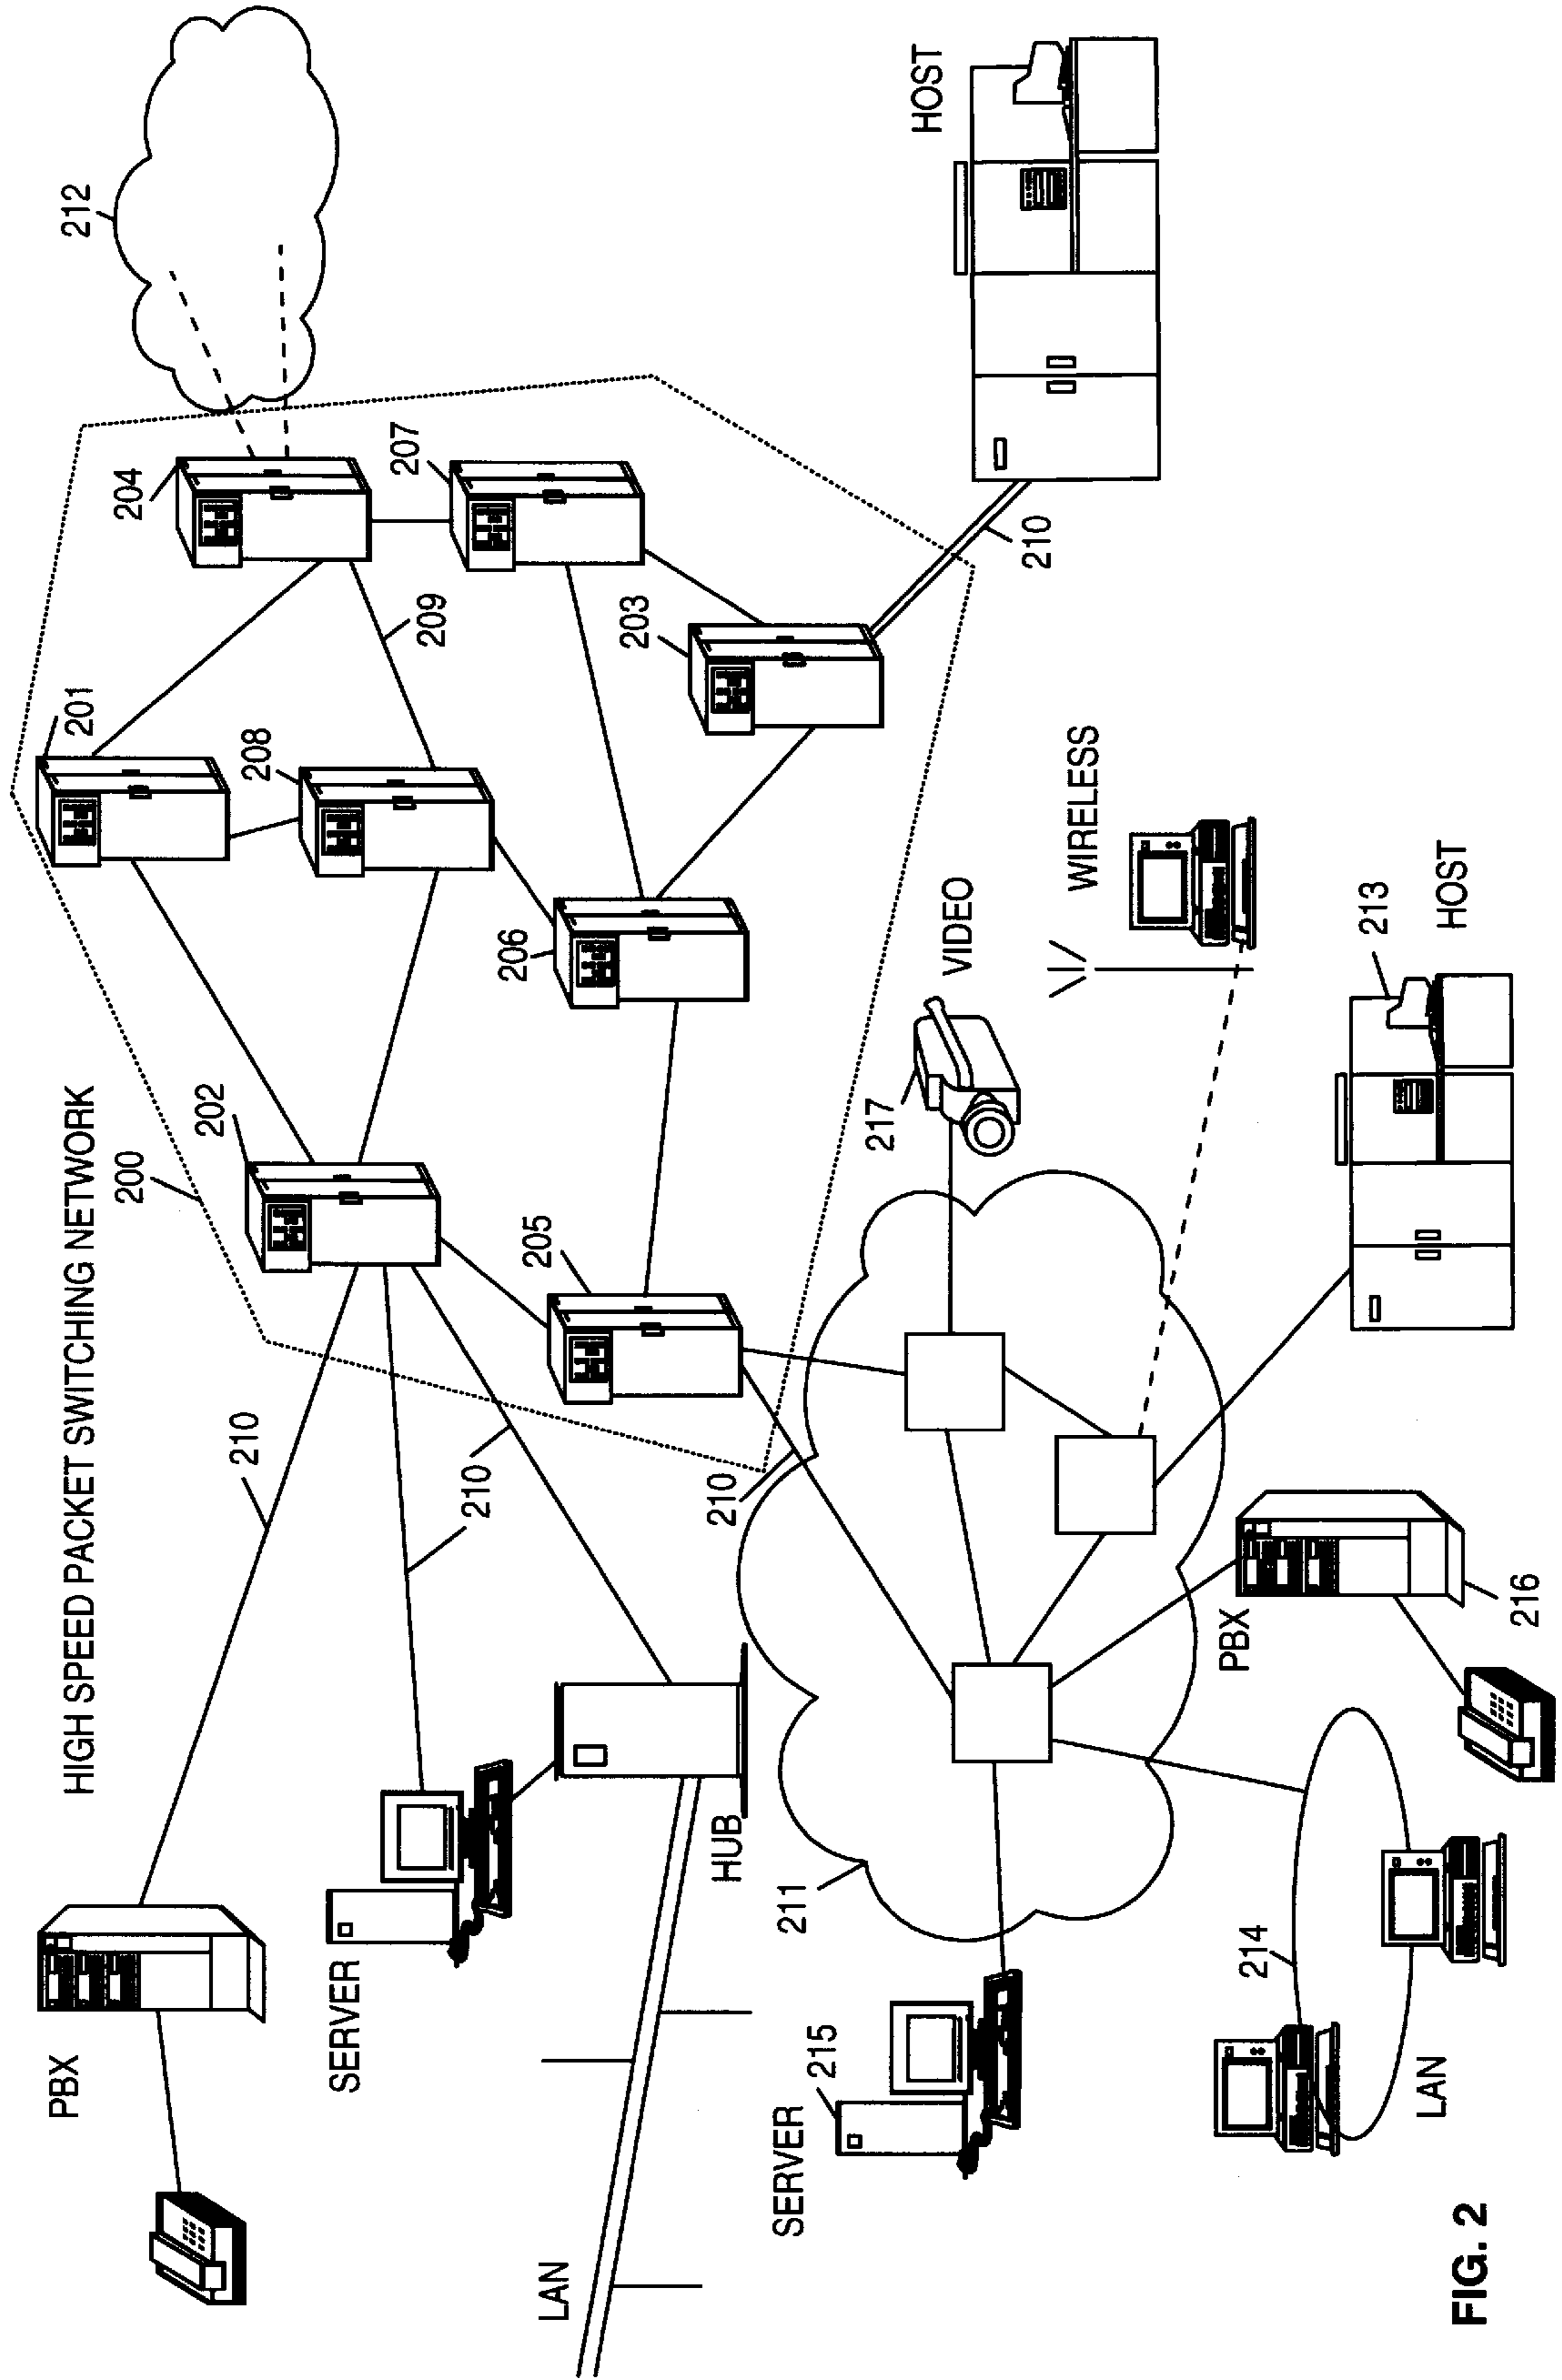 HIGH SPEED PACKET SWITCHING NETWORK
PBX
210
200
201
212
202
208
204
SERVER
210
209
207
HUB
205
206
203
LAN
210
210
HOST
211
217
VIDEO
WIRELESS
SERVER
215
214
LAN
PBX
216
213
HOST
FIG. 2